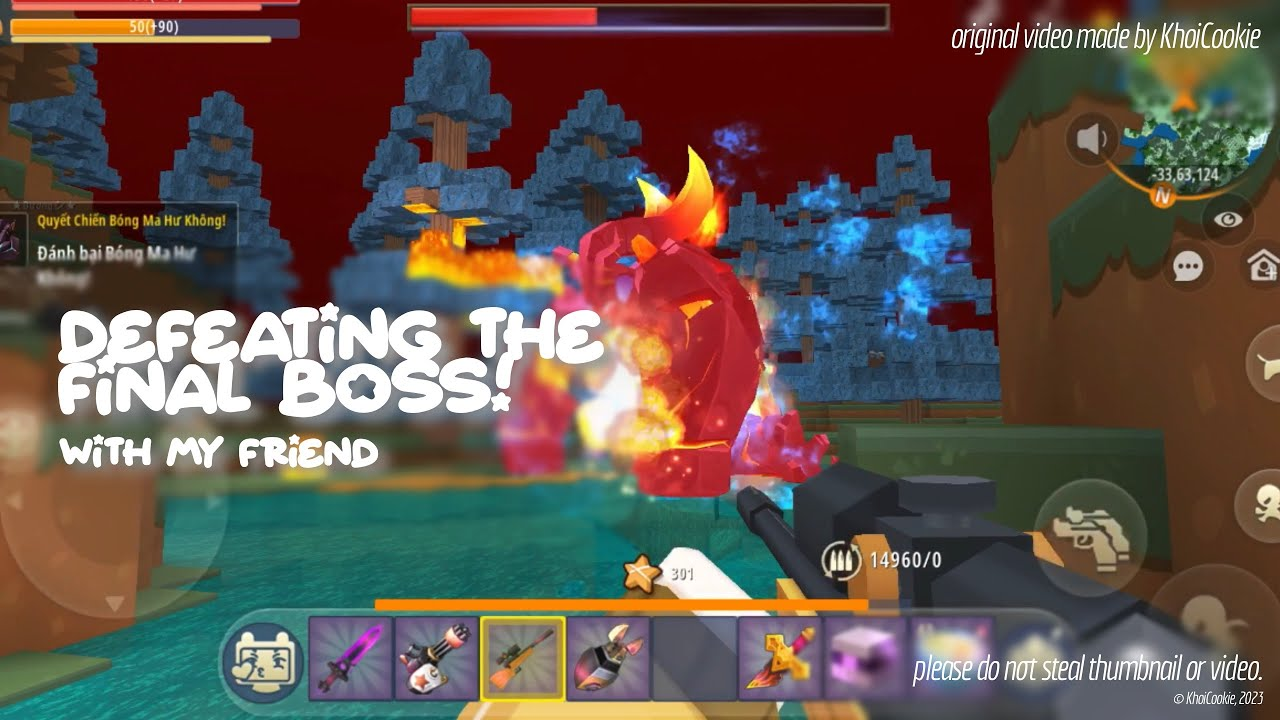 50(+90)
original video made by KhoiCookie
-33,63,124
N
Quyết Chiến Bóng Ma Hư Không!
Đánh bại Bóng Ma Hư
Không!
DEFEATING THE
FINAL BOSS!
WITH MY FRIEND
14960/0
301
please do not steal thumbnail or video.
© KhoiCookie, 2023